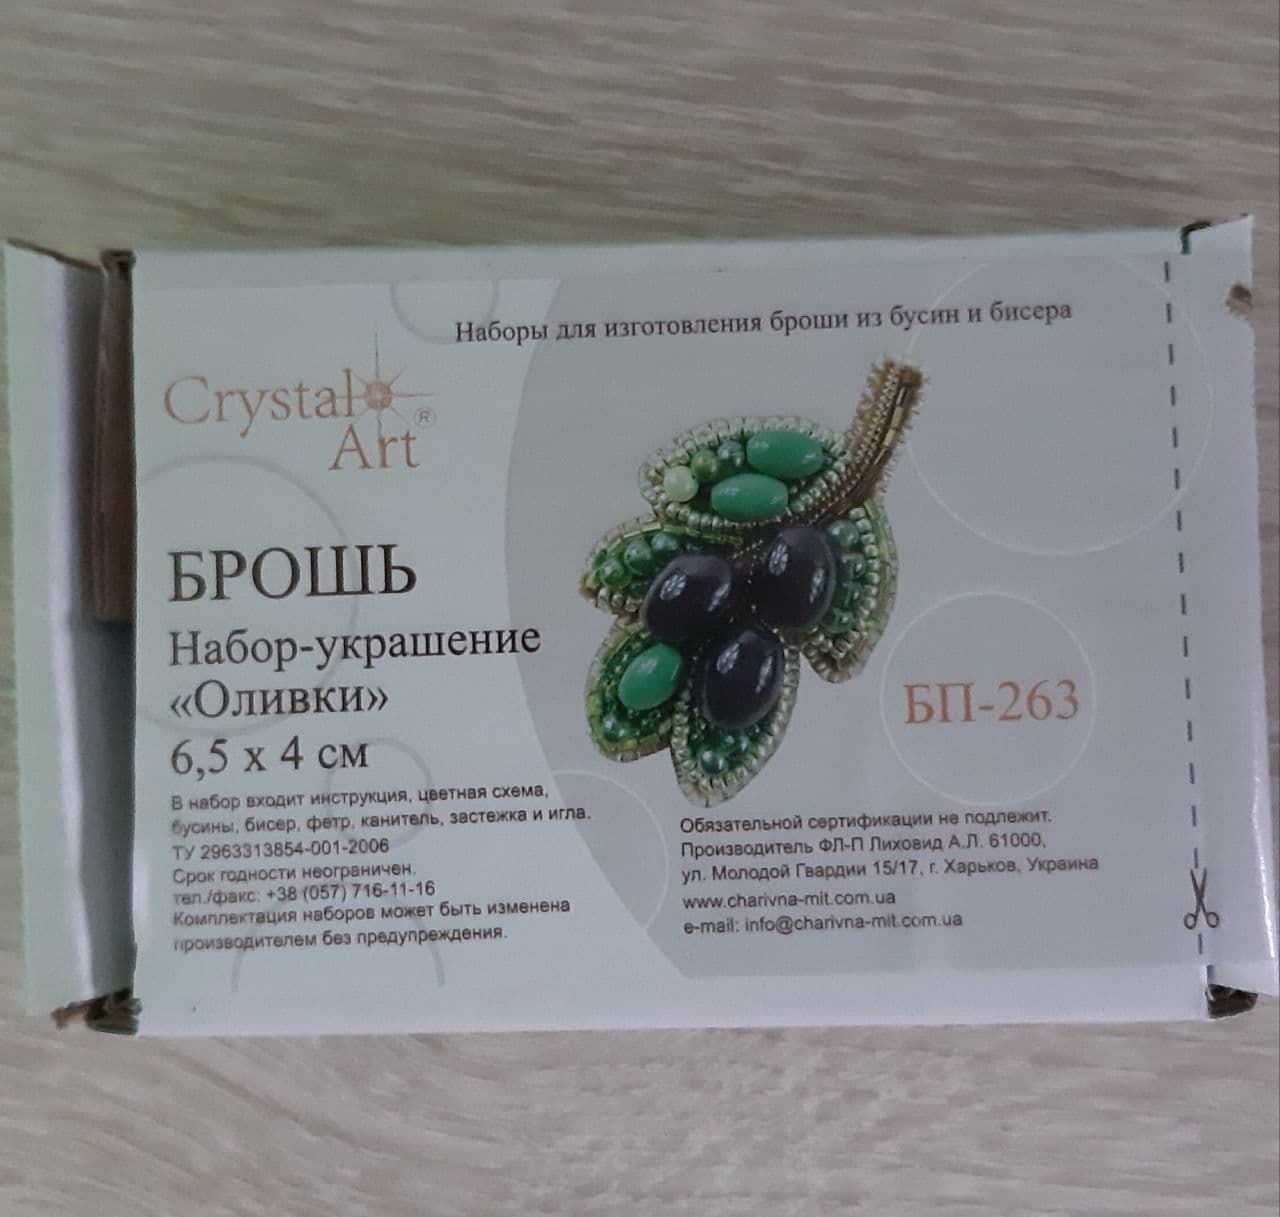 Наборы для изготовления броши из бусин и бисера
Crystal
Art ®
БРОШЬ
Набор-украшение
«Оливки»
6,5 х 4 см
БП-263
В набор входит инструкция, цветная схема,
бусины, бисер, фетр, канитель, застежка и игла.
ТУ 2963313854-001-2006
Срок годности неограничен.
тел./факс: +38 (057) 716-11-16
Комплектация наборов может быть изменена
производителем без предупреждения.
Обязательной сертификации не подлежит.
Производитель ФЛ-П Лиховид А.Л. 61000,
ул. Молодой Гвардии 15/17, г. Харьков, Украина
www.charivna-mit.com.ua
e-mail: info@charivna-mit.com.ua